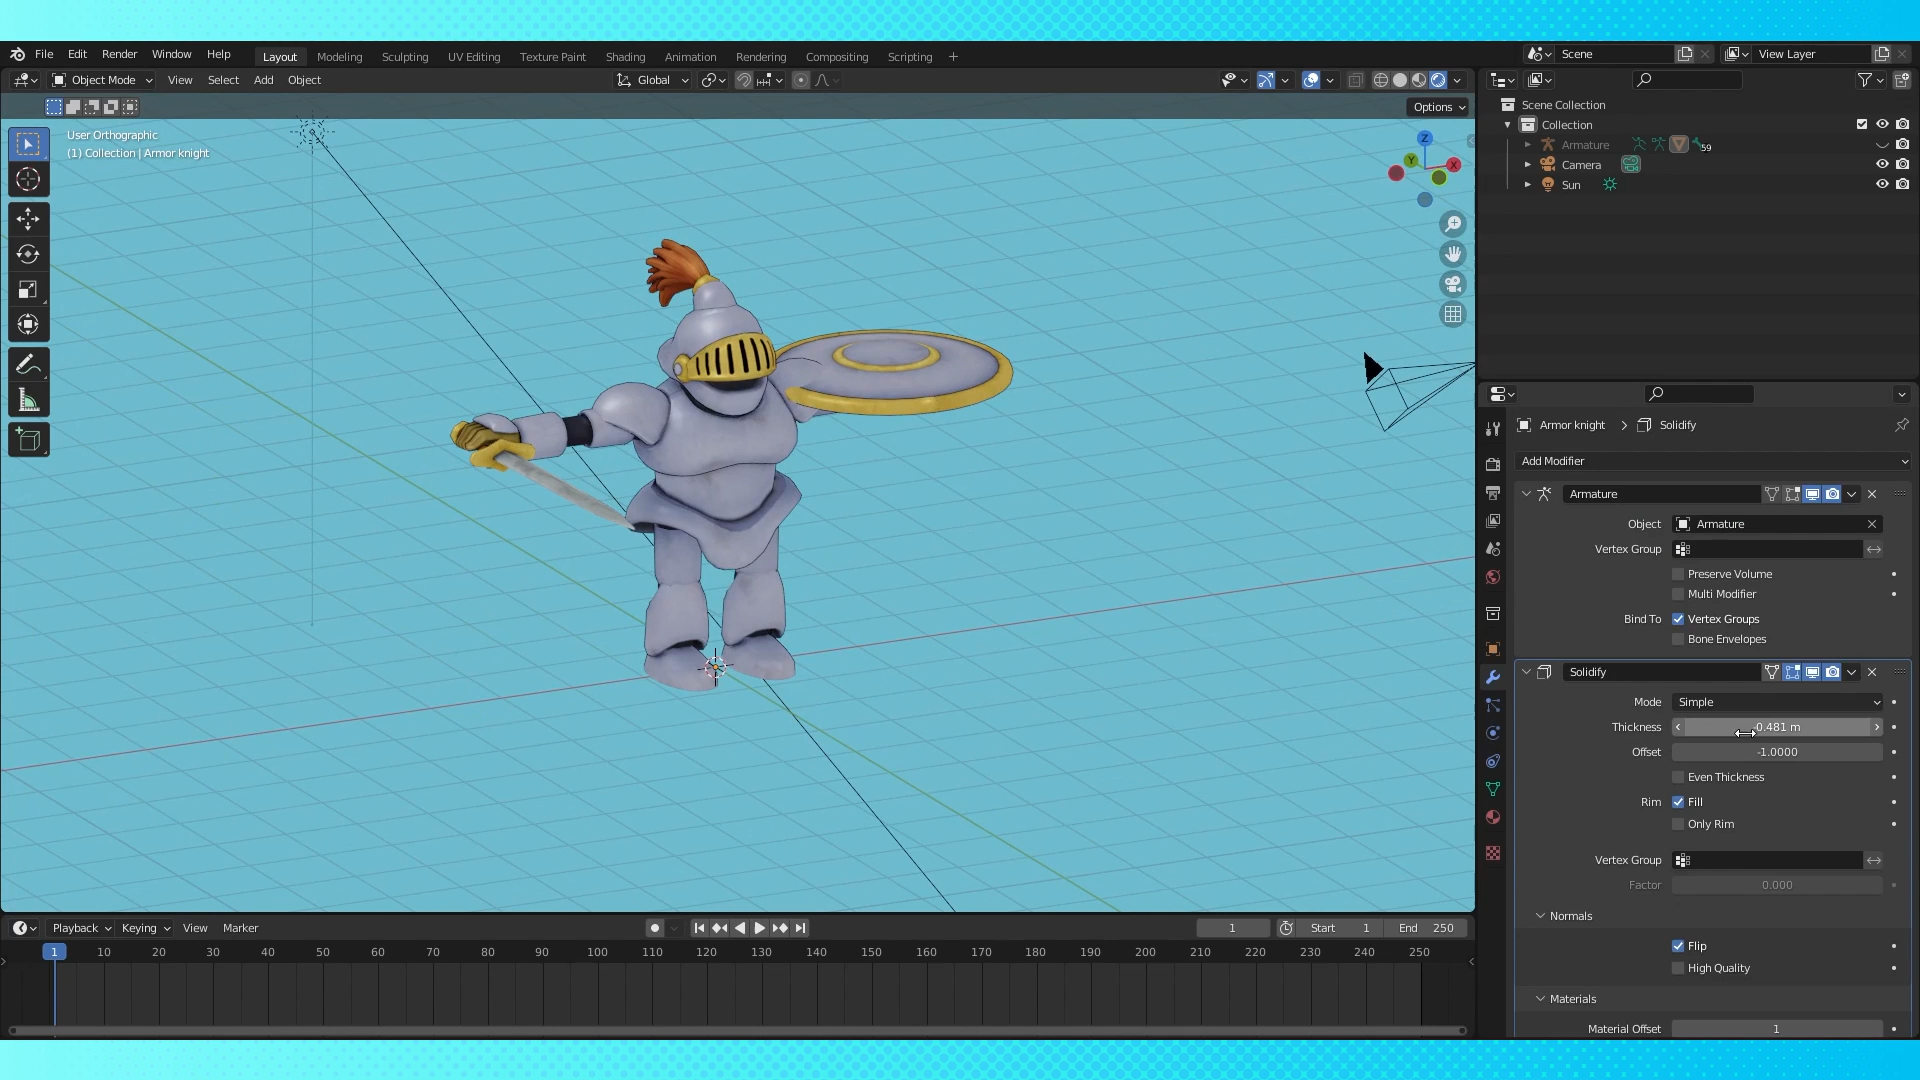 File Edit Render Window Help Layout Modeling Sculpting UV Editing Texture Paint Shading Animation Rendering Compositing Scripting + Scene View Layer
Object Mode View Select Add Object Global
Options
User Orthographic
(1) Collection | Armor knight
Z
Y X
Scene Collection
Collection
Armature 59
Camera
Sun
Armor knight > Solidify
Add Modifier
Armature
Object Armature
Vertex Group
Preserve Volume
Multi Modifier
Bind To Vertex Groups
Bone Envelopes
Solidify
Mode Simple
Thickness -0.481 m
Offset -1.0000
Even Thickness
Rim Fill
Only Rim
Vertex Group
Factor 0.000
Normals
Flip
High Quality
Materials
Material Offset 1
Playback Keying View Marker 1 Start 1 End 250
1 10 20 30 40 50 60 70 80 90 100 110 120 130 140 150 160 170 180 190 200 210 220 230 240 250